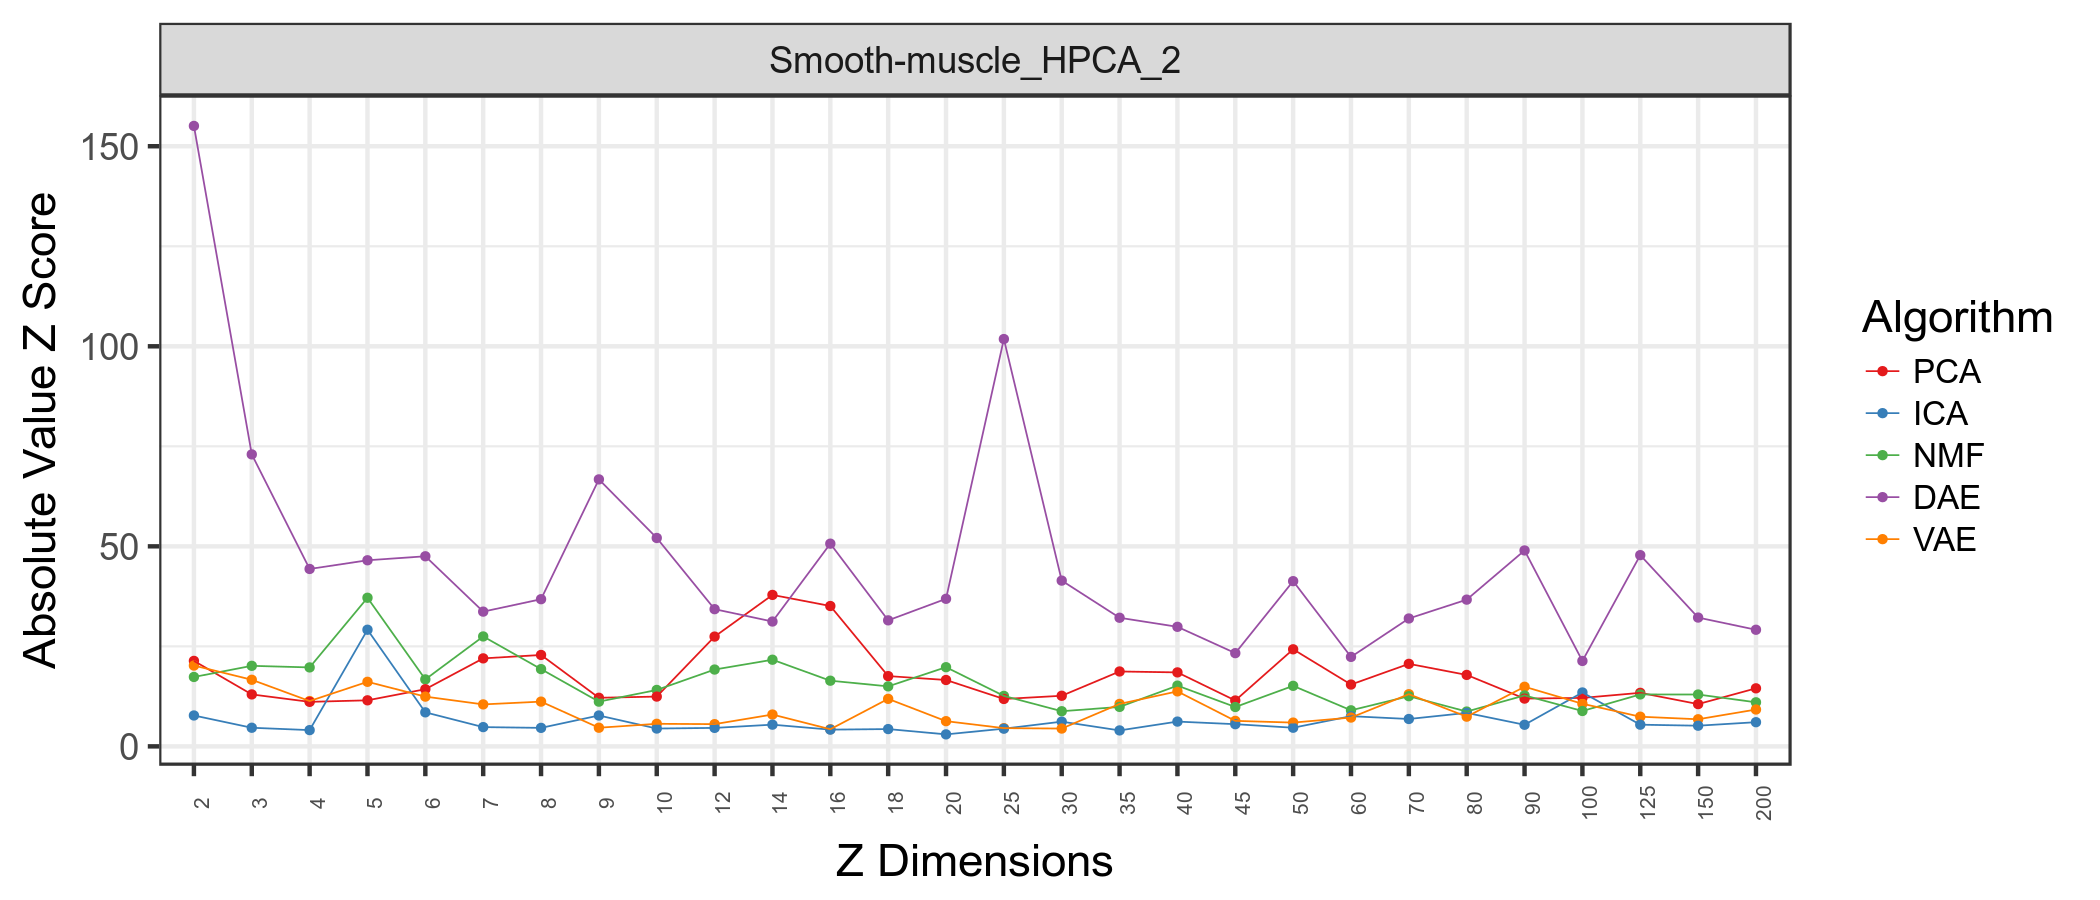 Smooth-muscle_HPCA_2
Absolute Value Z Score
150
100
50
0
2 3 4 5 6 7 8 9 10 12 14 16 18 20 25 30 35 40 45 50 60 70 80 90 100 125 150 200
Z Dimensions
Algorithm
PCA
ICA
NMF
DAE
VAE